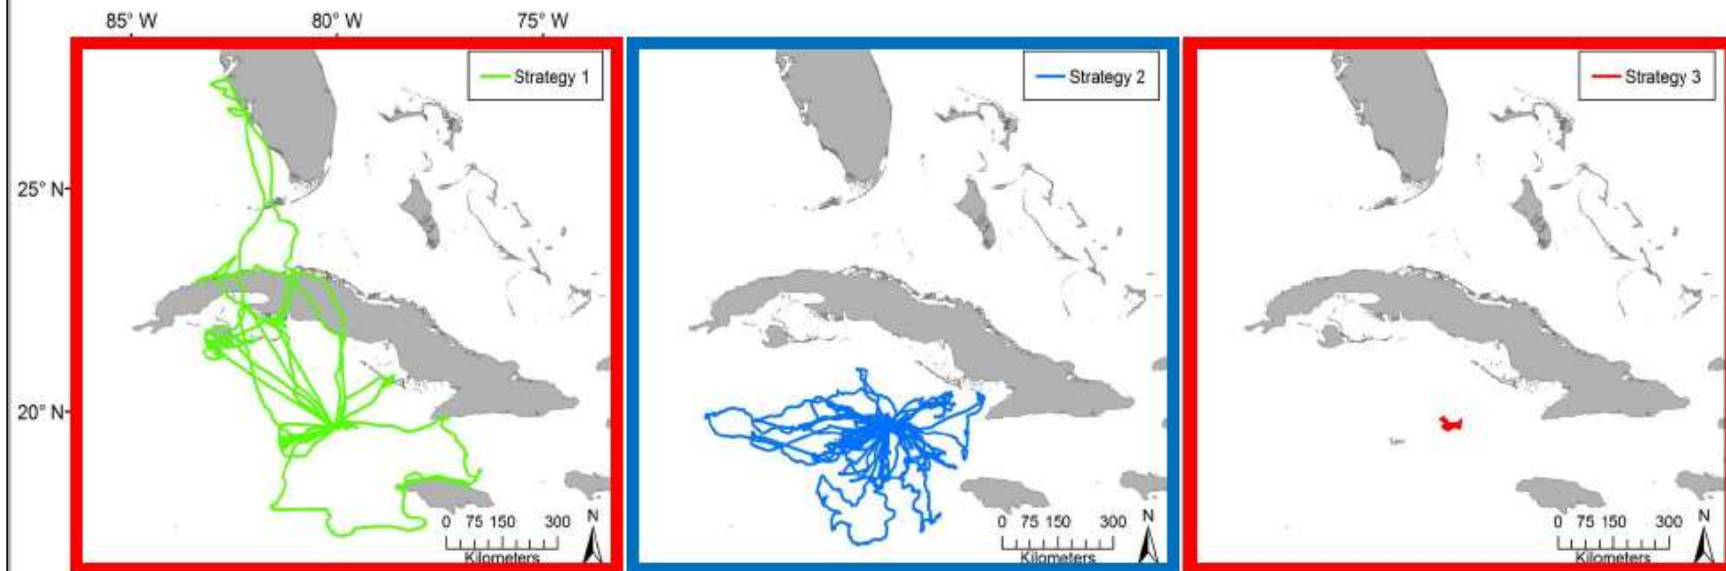 85° W 80° W 75° W
Strategy 1
Strategy 2
Strategy 3
25° N
20° N
0 75 150 300 N
Kilometers
0 75 150 300 N
Kilometers
0 75 150 300 N
Kilometers